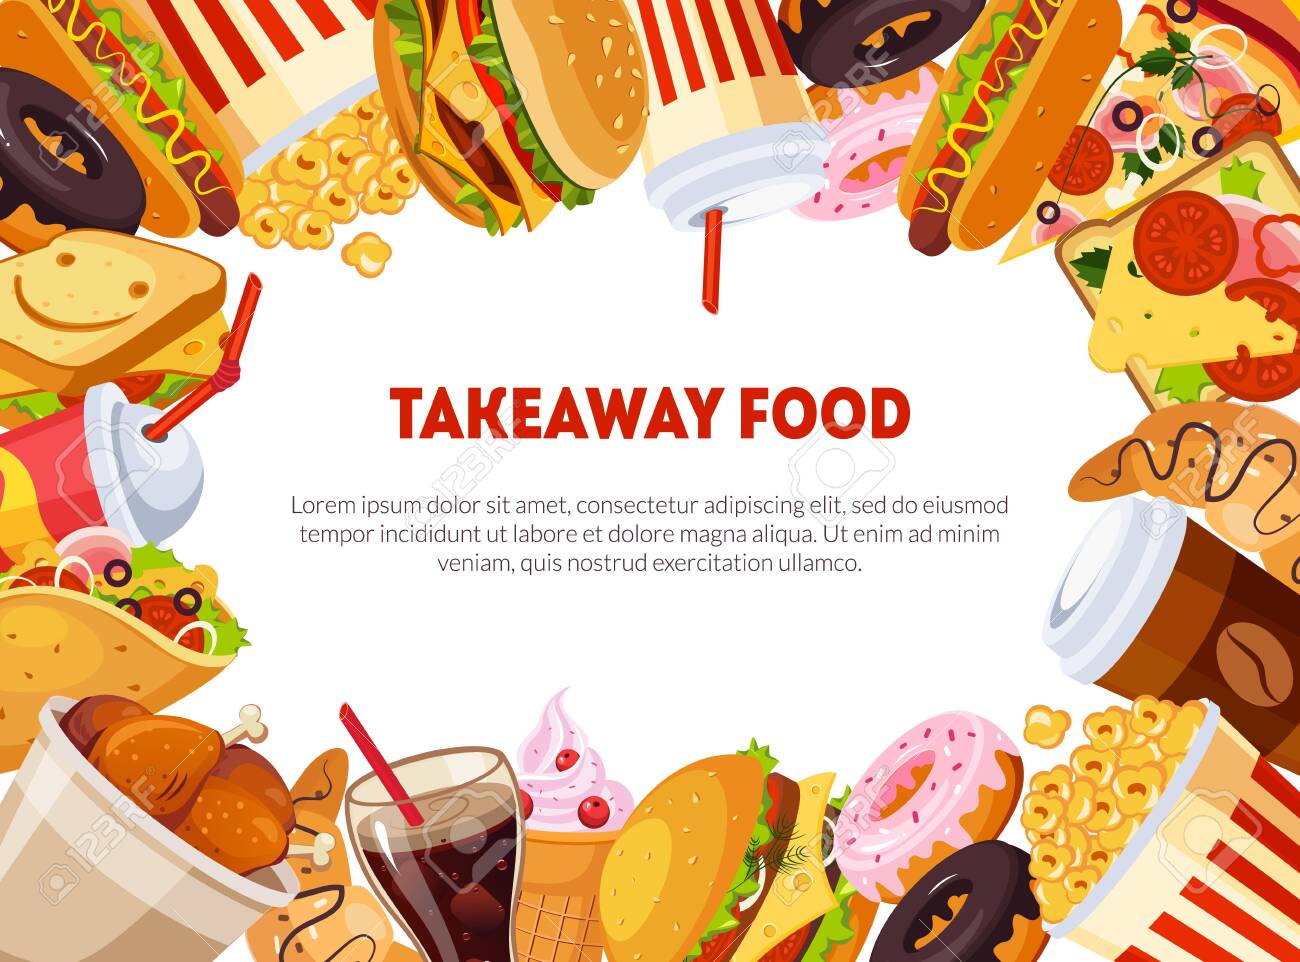 TAKEAWAY FOOD
Lorem ipsum dolor sit amet, consectetur adipiscing elit, sed do eiusmod
tempor incididunt ut labore et dolore magna aliqua. Ut enim ad minim
veniam, quis nostrud exercitation ullamco.
123RF